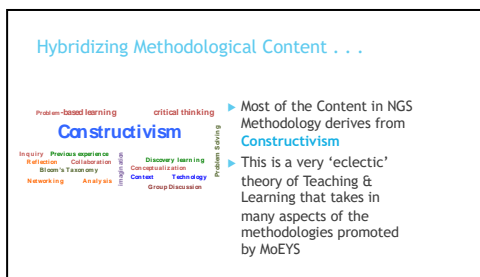 Hybridizing Methodological Content . . .
Problem-based learning critical thinking
Constructivism
Problem Solving
Inquiry Previous experience
imagination
Discovery learning
Reflection Collaboration
Conceptualization
Bloom's Taxonomy
Context Technology
Networking Analysis
Group Discussion
Most of the Content in NGS
Methodology derives from
Constructivism
This is a very ‘eclectic’
theory of Teaching &
Learning that takes in
many aspects of the
methodologies promoted
by MoEYS